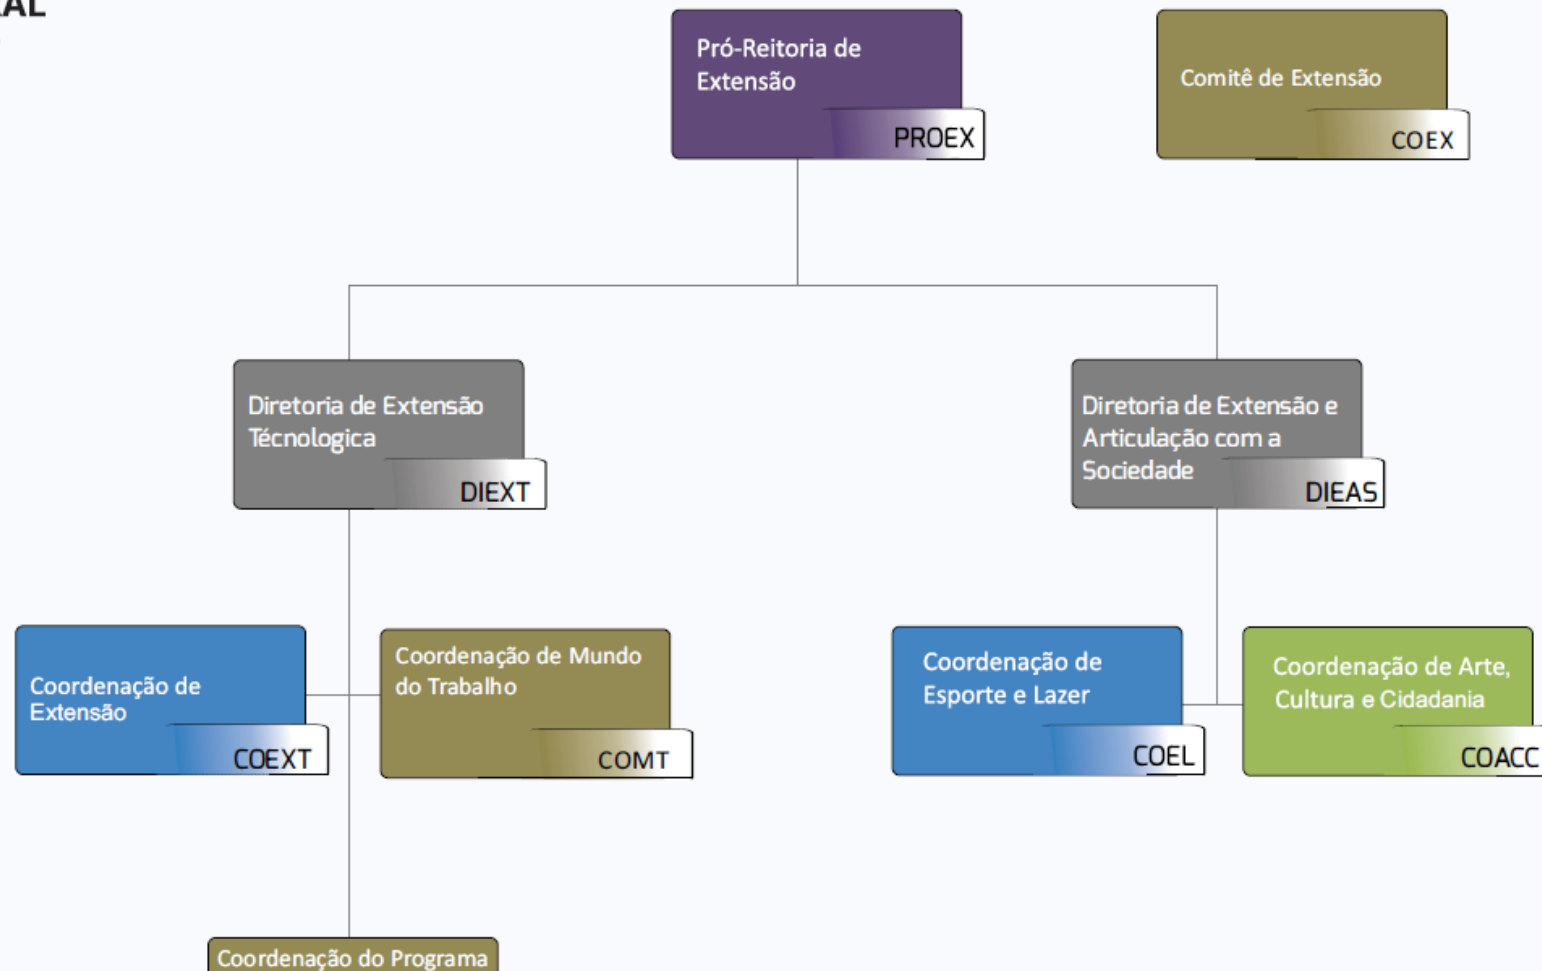 Pró-Reitoria de
Extensão
PROEX
Comitê de Extensão
COEX
Diretoria de Extensão
Técnologica
DIEXT
Diretoria de Extensão e
Articulação com a
Sociedade
DIEAS
Coordenação de
Extensão
COEXT
Coordenação de Mundo
do Trabalho
COMT
Coordenação de
Esporte e Lazer
COEL
Coordenação de Arte,
Cultura e Cidadania
COACC
Coordenação do Programa